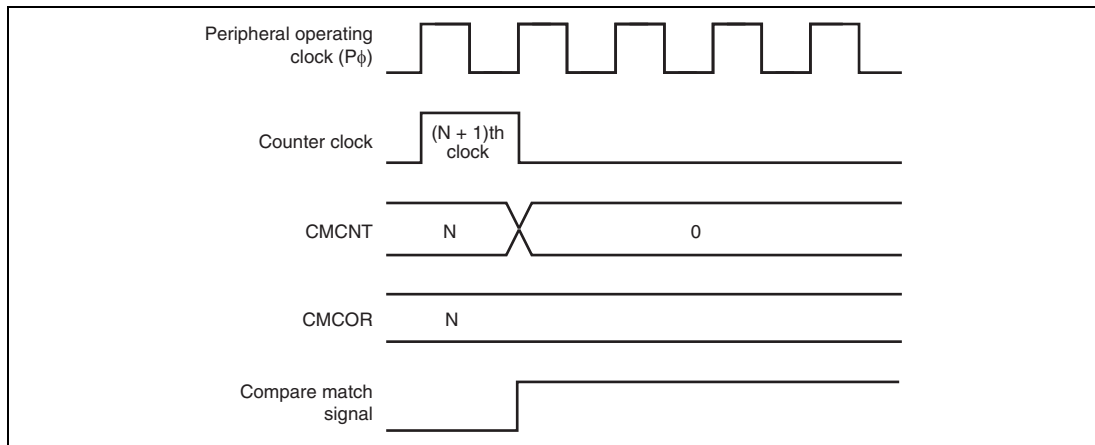 Peripheral operating
clock (Pϕ)
Counter clock
(N + 1)th
clock
CMCNT
N
0
CMCOR
N
Compare match
signal